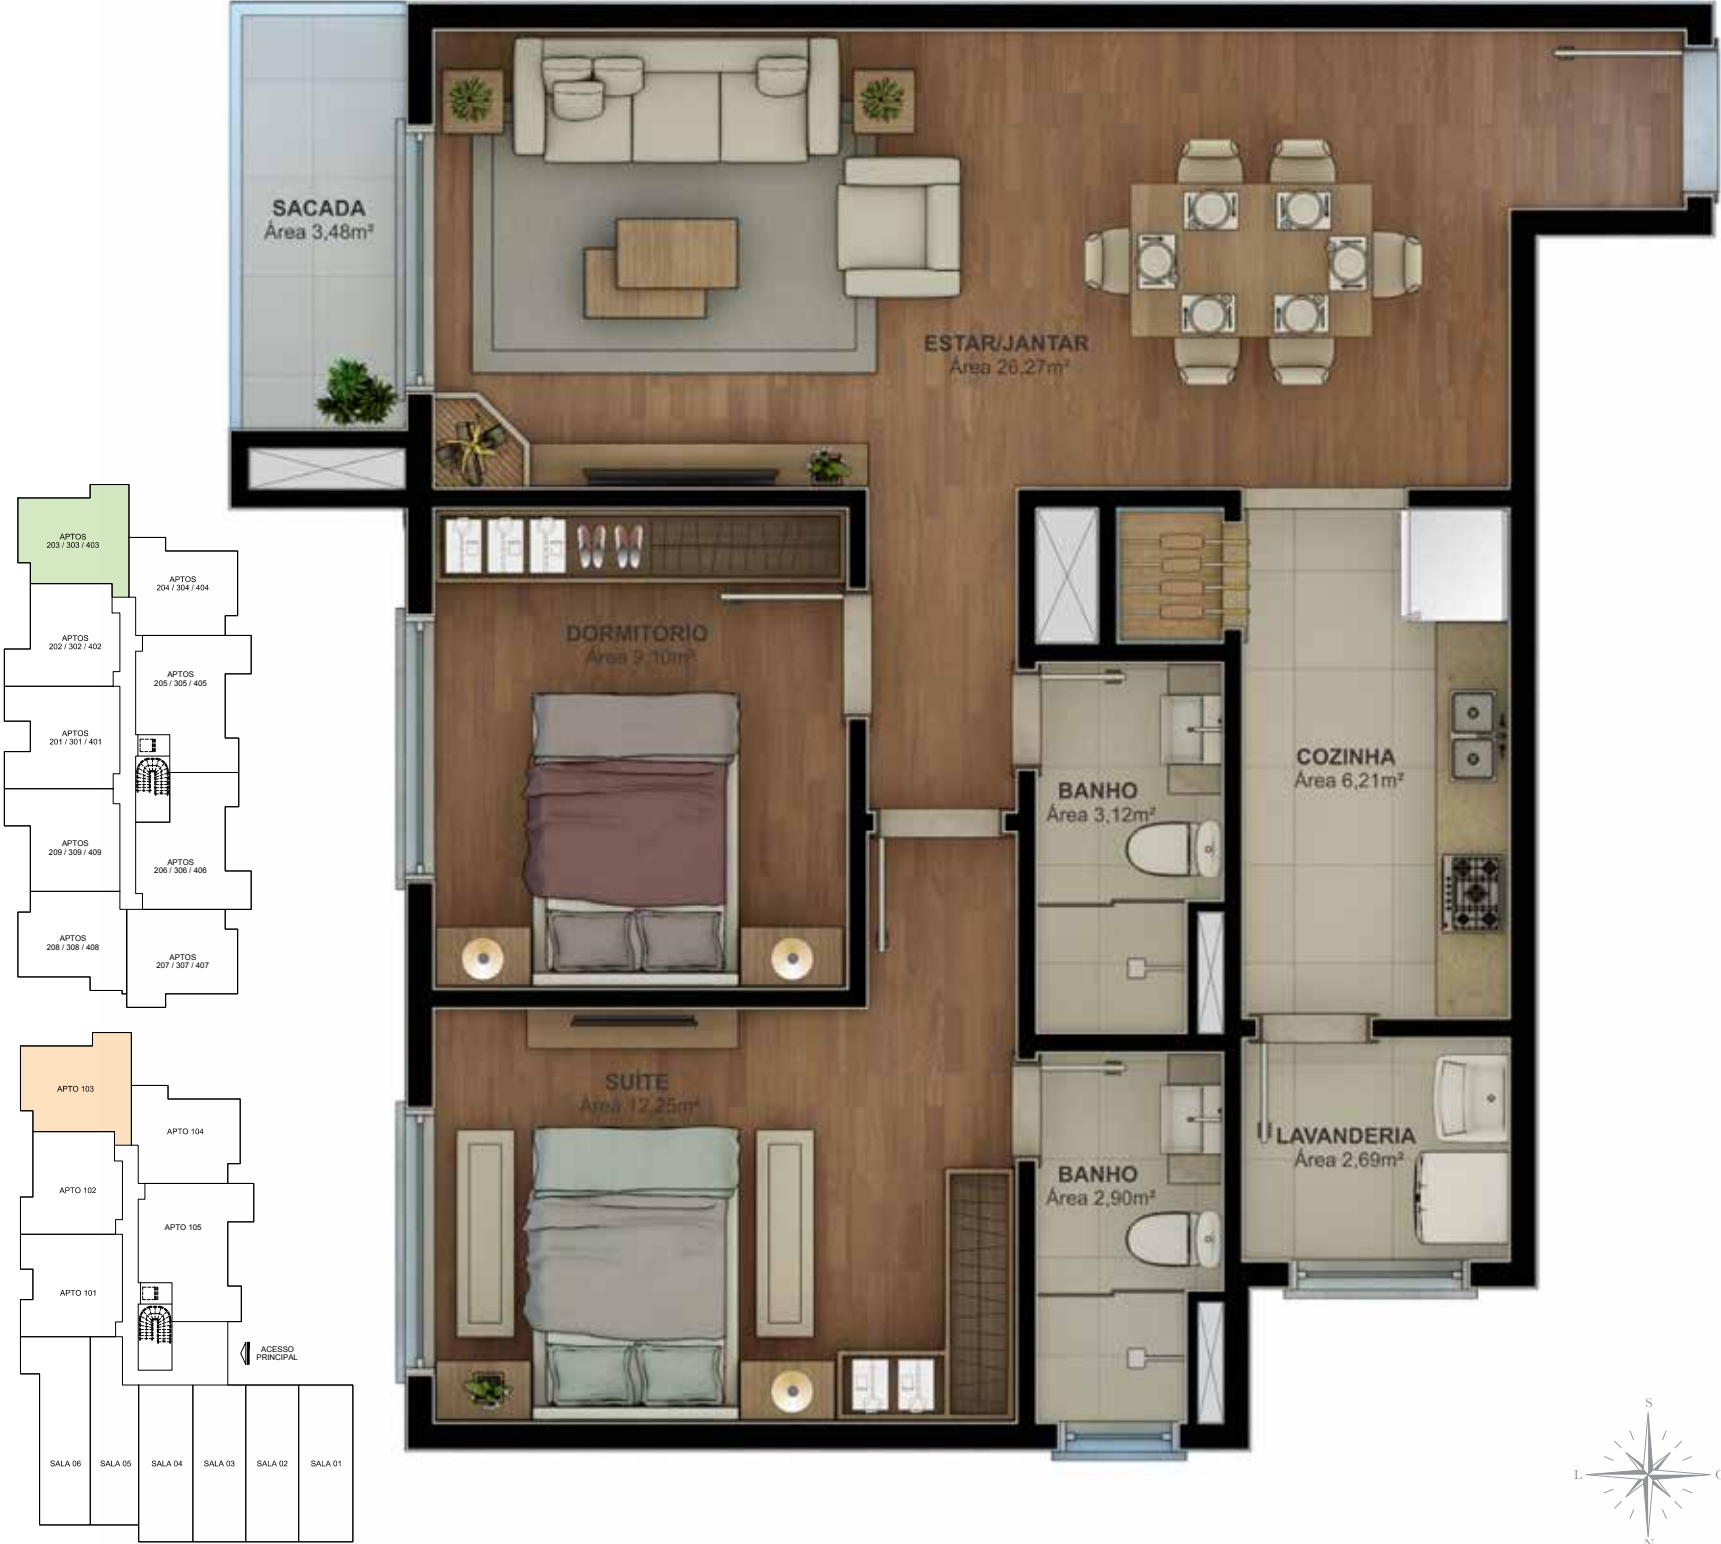 SACADA
Área 3,48m²
ESTAR/JANTAR
Área 26,27m²
DORMITÓRIO
Área 9,10m²
BANHO
Área 3,12m²
COZINHA
Área 6,21m²
SUÍTE
Área 12,25m²
BANHO
Área 2,90m²
LAVANDERIA
Área 2,69m²
APTOS
203 / 303 / 403
APTOS
204 / 304 / 404
APTOS
202 / 302 / 402
APTOS
205 / 305 / 405
APTOS
201 / 301 / 401
APTOS
209 / 309 / 409
APTOS
206 / 306 / 406
APTOS
208 / 308 / 408
APTOS
207 / 307 / 407
APTO 103
APTO 104
APTO 102
APTO 105
APTO 101
ACESSO
PRINCIPAL
SALA 06
SALA 05
SALA 04
SALA 03
SALA 02
SALA 01
S
L
O
N